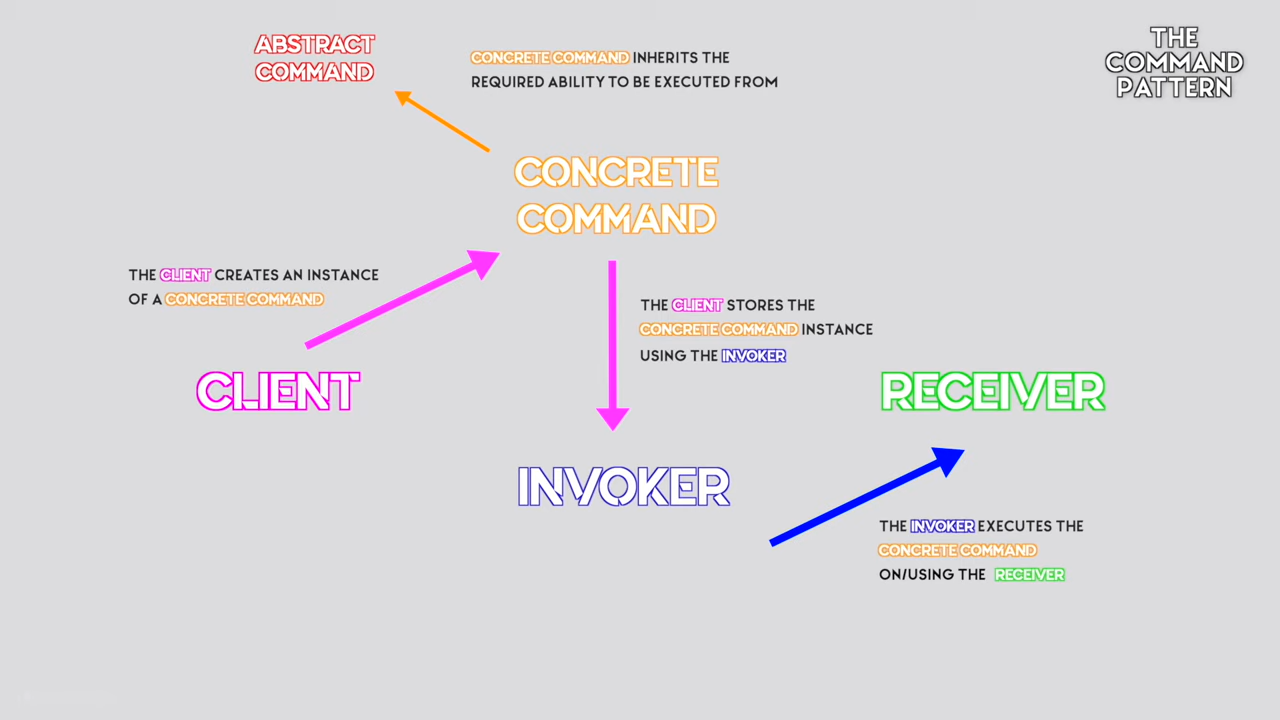 THE
COMMAND
PATTERN
ABSTRACT
COMMAND
CONCRETE COMMAND INHERITS THE
REQUIRED ABILITY TO BE EXECUTED FROM
CONCRETE
COMMAND
THE CLIENT CREATES AN INSTANCE
OF A CONCRETE COMMAND
THE CLIENT STORES THE
CONCRETE COMMAND INSTANCE
USING THE INVOKER
CLIENT
RECEIVER
INVOKER
THE INVOKER EXECUTES THE
CONCRETE COMMAND
ON/USING THE RECEIVER